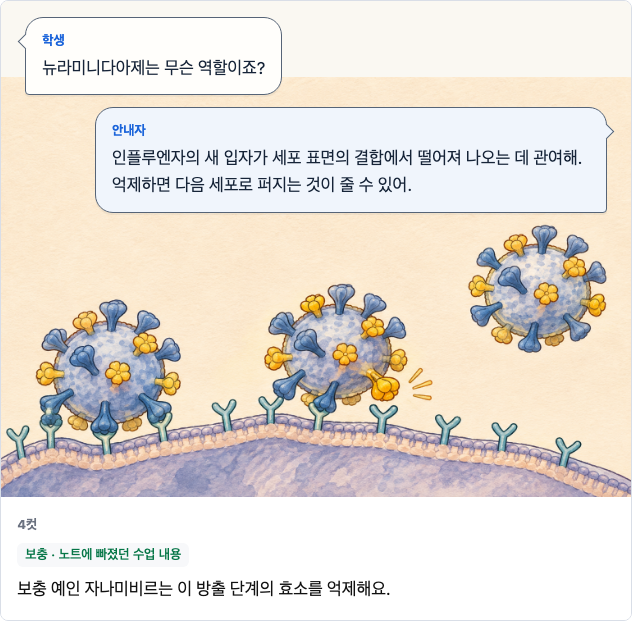 학생
뉴라미니다아제는 무슨 역할이죠?
안내자
인플루엔자의 새 입자가 세포 표면의 결합에서 떨어져 나오는 데 관여해.
억제하면 다음 세포로 퍼지는 것이 줄 수 있어.
4컷
보충 · 노트에 빠졌던 수업 내용
보충 예인 자나미비르는 이 방출 단계의 효소를 억제해요.